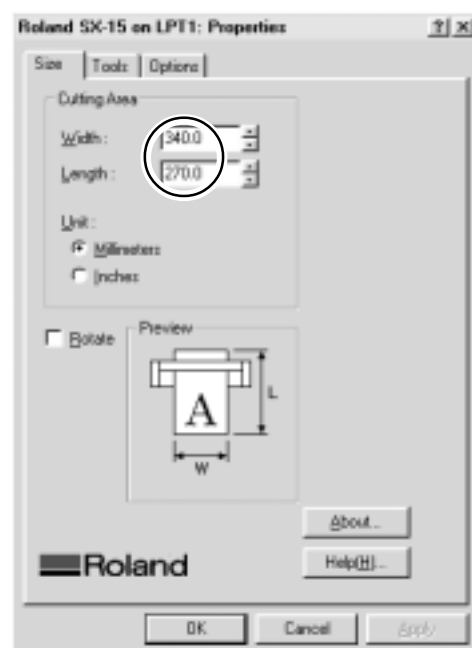 Roland SX-15 on LPT1: Properties ? ×
Size Tools Options
Cutting Area
Width : 340.0
Length : 270.0
Unit :
Millimeters
Inches
Rotate
Preview
A
L
W
About...
Roland
Help(H)...
OK Cancel Apply